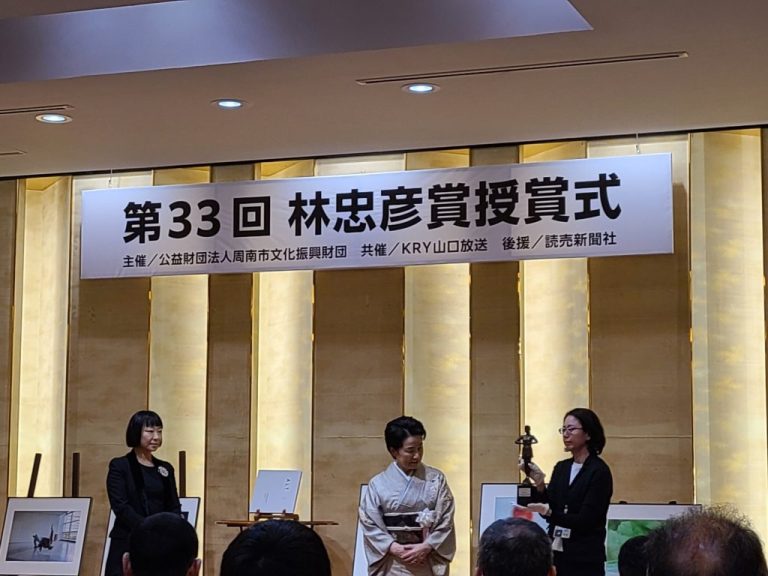 第33回 林忠彦賞授賞式
主催／公益財団法人周南市文化振興財団 共催／KRY山口放送 後援／読売新聞社